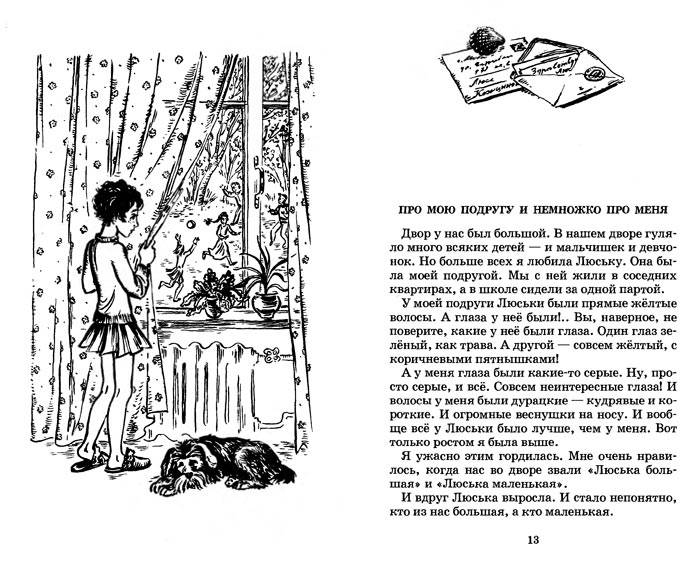 Здравствуй
Люся
ПРО МОЮ ПОДРУГУ И НЕМНОЖКО ПРО МЕНЯ
Двор у нас был большой. В нашем дворе гуля-
ло много всяких детей — и мальчишек и девчо-
нок. Но больше всех я любила Люську. Она бы-
ла моей подругой. Мы с ней жили в соседних
квартирах, а в школе сидели за одной партой.
У моей подруги Люськи были прямые жёлтые
волосы. А глаза у неё были!.. Вы, наверное, не
поверите, какие у неё были глаза. Один глаз зе-
лёный, как трава. А другой — совсем жёлтый, с
коричневыми пятнышками!
А у меня глаза были какие-то серые. Ну, про-
сто серые, и всё. Совсем неинтересные глаза! И
волосы у меня были дурацкие — кудрявые и ко-
роткие. И огромные веснушки на носу. И вооб-
ще всё у Люськи было лучше, чем у меня. Вот
только ростом я была выше.
Я ужасно этим гордилась. Мне очень нрави-
лось, когда нас во дворе звали «Люська боль-
шая» и «Люська маленькая».
И вдруг Люська выросла. И стало непонятно,
кто из нас большая, а кто маленькая.
13